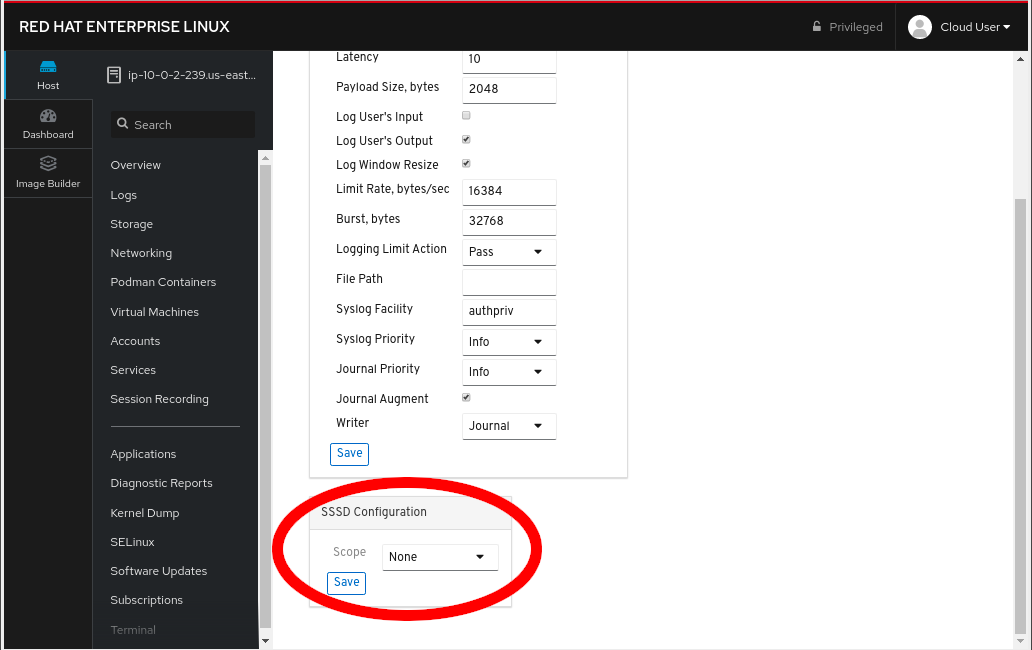 RED HAT ENTERPRISE LINUX
Privileged
Cloud User
Host
Dashboard
Image Builder
ip-10-0-2-239.us-east...
Search
Overview
Logs
Storage
Networking
Podman Containers
Virtual Machines
Accounts
Services
Session Recording
Applications
Diagnostic Reports
Kernel Dump
SELinux
Software Updates
Subscriptions
Terminal
Latency 10
Payload Size, bytes 2048
Log User's Input
Log User's Output
Log Window Resize
Limit Rate, bytes/sec 16384
Burst, bytes 32768
Logging Limit Action Pass
File Path
Syslog Facility authpriv
Syslog Priority Info
Journal Priority Info
Journal Augment
Writer Journal
Save
SSSD Configuration
Scope None
Save